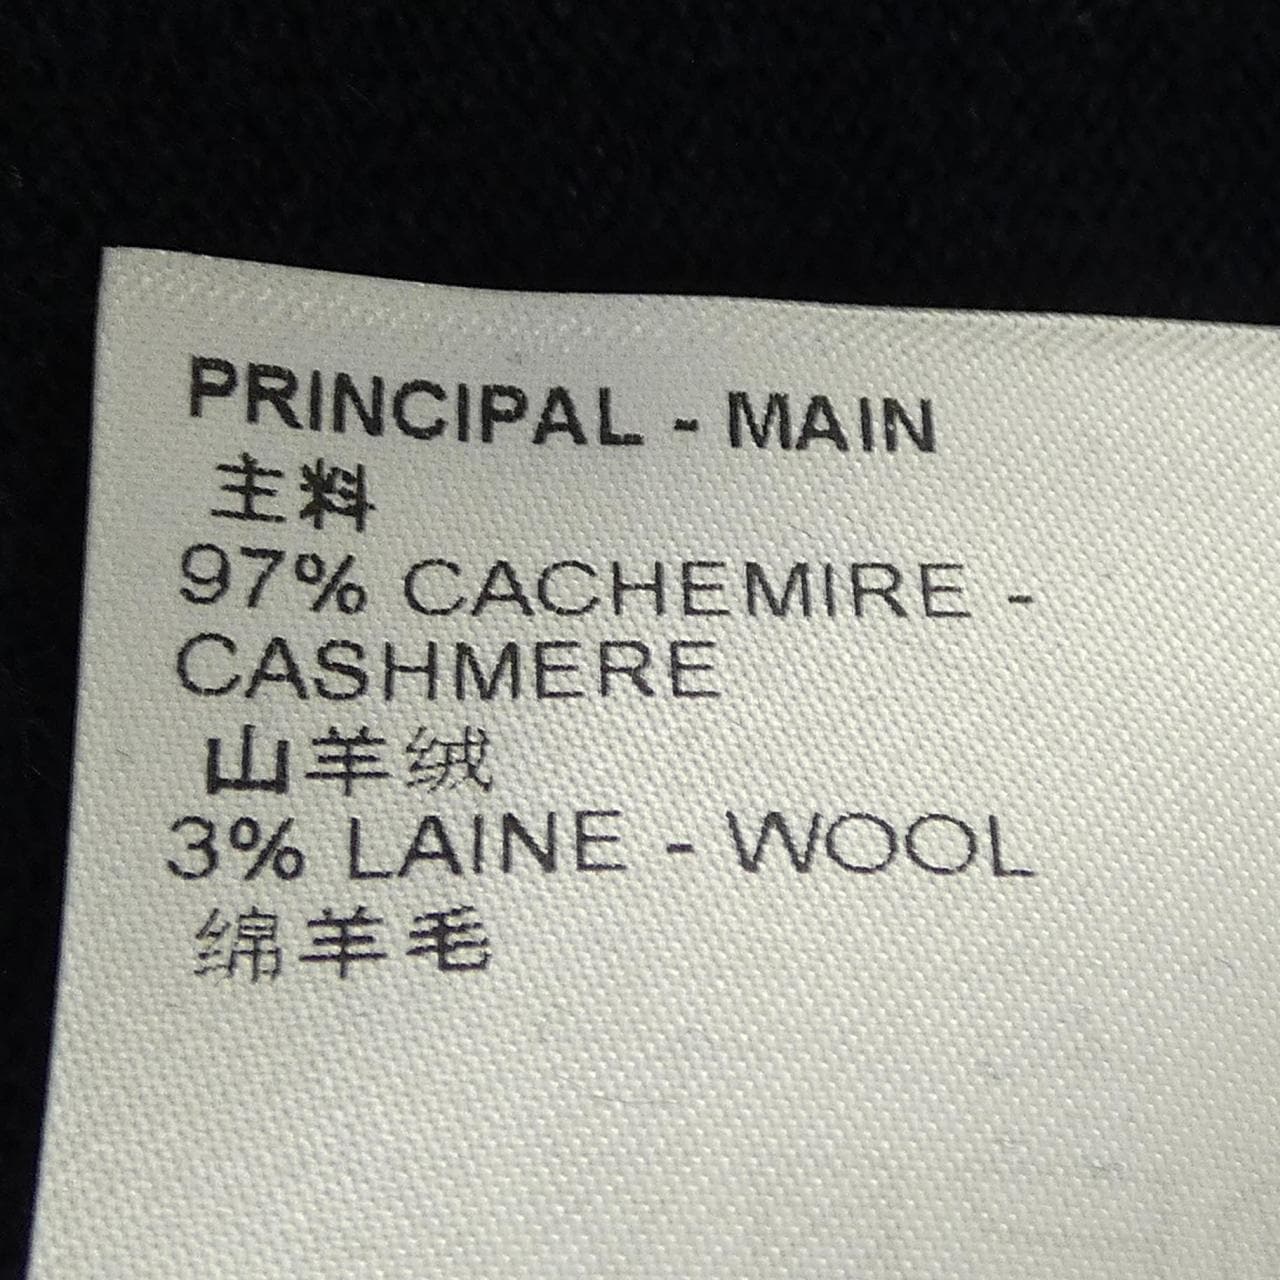 PRINCIPAL - MAIN
主料
97% CACHEMIRE -
CASHMERE
山羊绒
3% LAINE - WOOL
绵羊毛